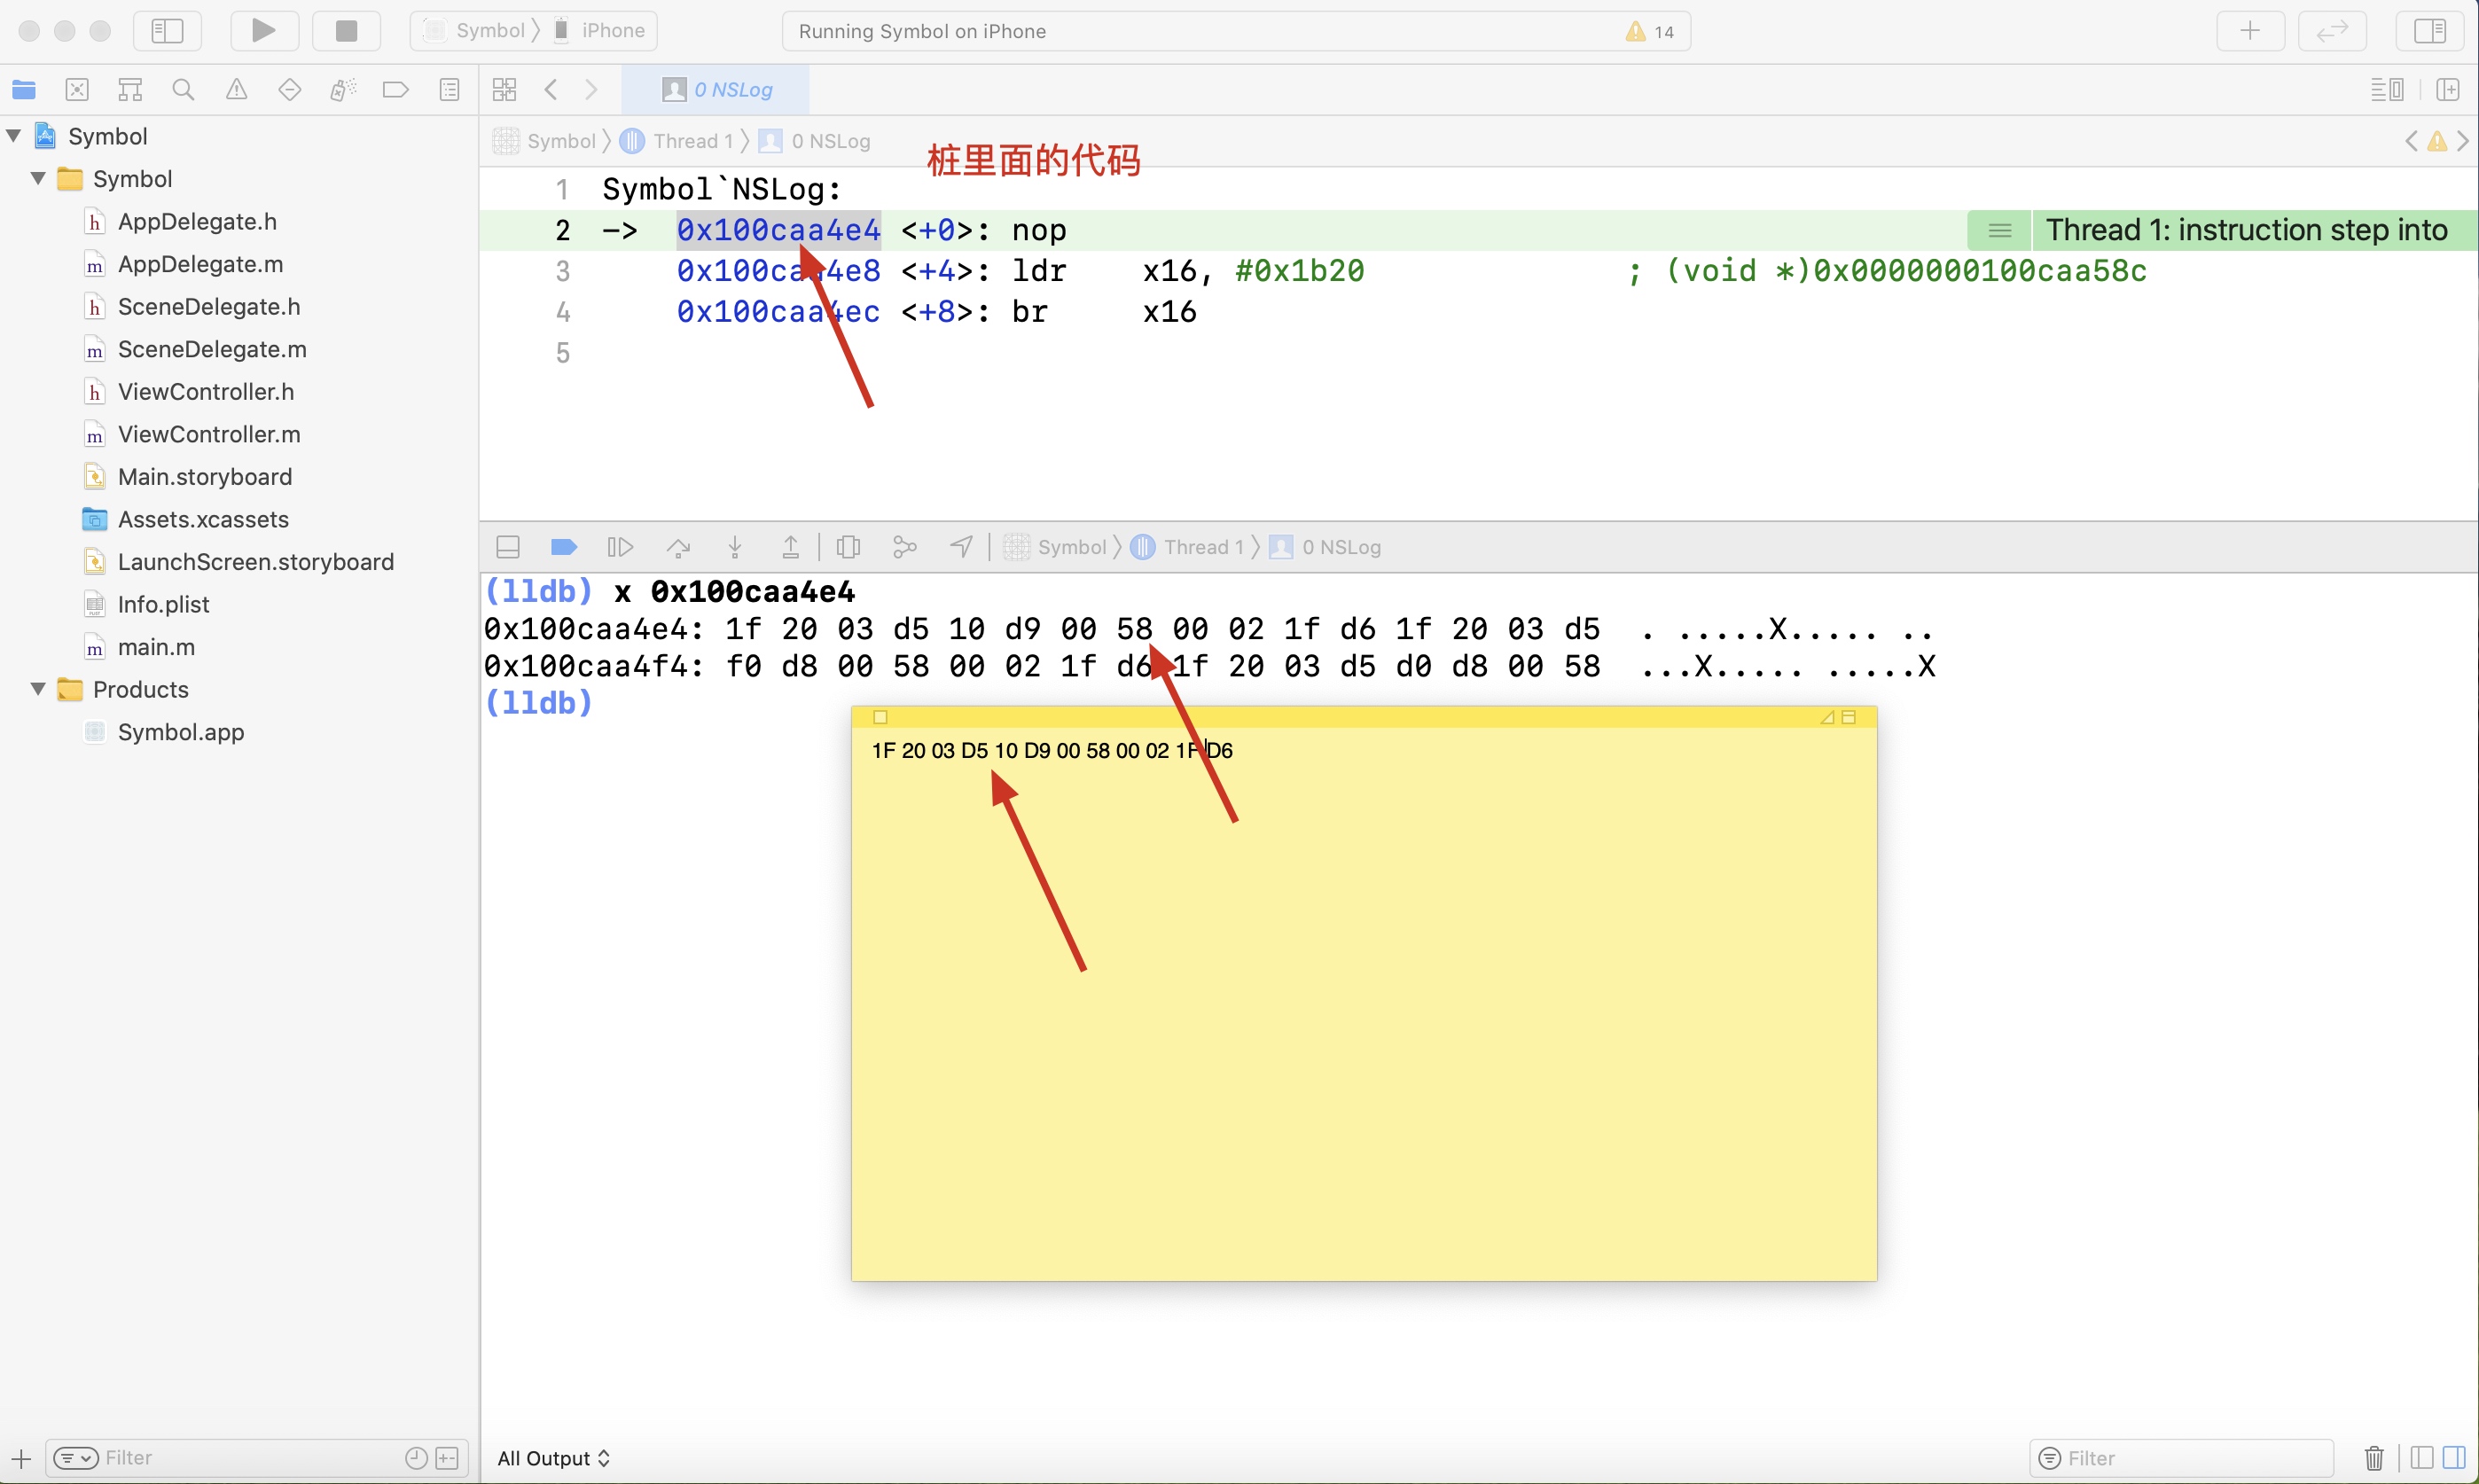 Symbol 〉 iPhone
Running Symbol on iPhone
14
0 NSLog
Symbol
Symbol
AppDelegate.h
AppDelegate.m
SceneDelegate.h
SceneDelegate.m
ViewController.h
ViewController.m
Main.storyboard
Assets.xcassets
LaunchScreen.storyboard
Info.plist
main.m
Products
Symbol.app
Filter
Symbol 〉 Thread 1 〉 0 NSLog
桩里面的代码
1 Symbol`NSLog:
2 -> 0x100caa4e4 <+0>: nop
Thread 1: instruction step into
3 0x100caa4e8 <+4>: ldr x16, #0x1b20 ; (void *)0x0000000100caa58c
4 0x100caa4ec <+8>: br x16
5
Symbol 〉 Thread 1 〉 0 NSLog
(lldb) x 0x100caa4e4
0x100caa4e4: 1f 20 03 d5 10 d9 00 58 00 02 1f d6 1f 20 03 d5 . .....X..... ..
0x100caa4f4: f0 d8 00 58 00 02 1f d6 1f 20 03 d5 d0 d8 00 58 ...X..... .....X
(lldb)
1F 20 03 D5 10 D9 00 58 00 02 1F D6
All Output
Filter